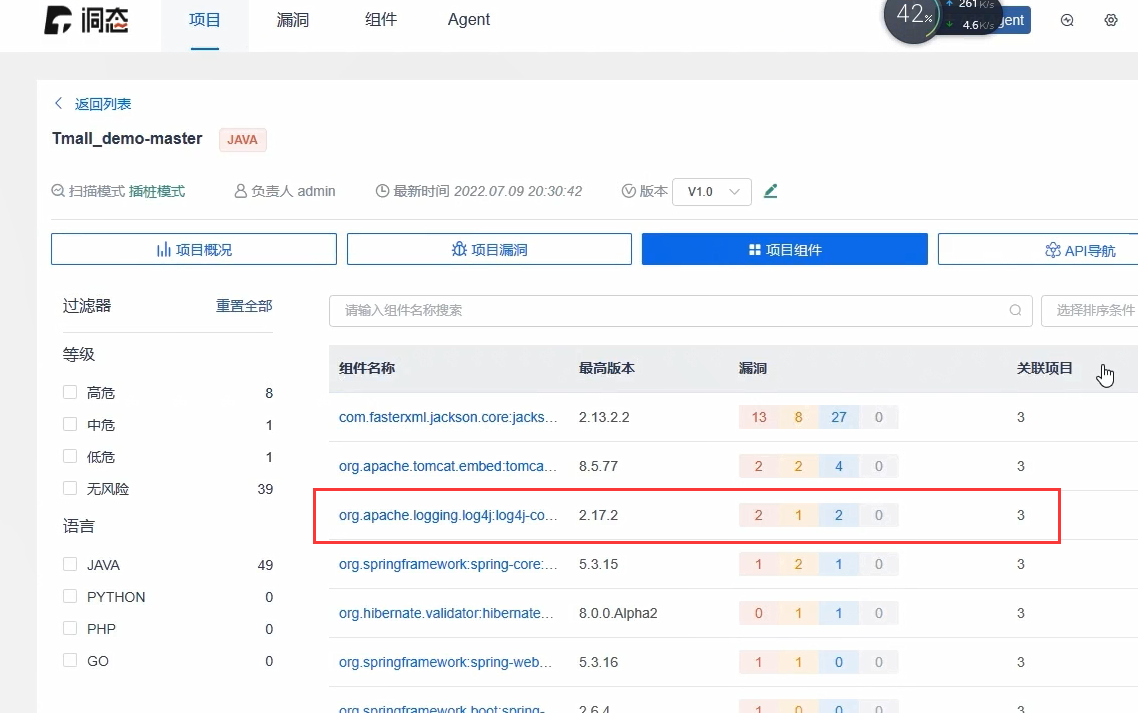 洞态 项目 漏洞 组件 Agent 42% 261K/s 4.6K/s gent
返回列表
Tmall_demo-master JAVA
扫描模式 插桩模式 负责人 admin 最新时间 2022.07.09 20:30:42 版本 V1.0
项目概况 项目漏洞 项目组件 API导航
过滤器 重置全部 请输入组件名称搜索 选择排序条件
等级
高危 8
中危 1
低危 1
无风险 39
语言
JAVA 49
PYTHON 0
PHP 0
GO 0
组件名称 最高版本 漏洞 关联项目
com.fasterxml.jackson.core:jacks... 2.13.2.2 13 8 27 0 3
org.apache.tomcat.embed:tomca... 8.5.77 2 2 4 0 3
org.apache.logging.log4j:log4j-co... 2.17.2 2 1 2 0 3
org.springframework:spring-core:... 5.3.15 1 2 1 0 3
org.hibernate.validator:hibernate... 8.0.0.Alpha2 0 1 1 0 3
org.springframework:spring-web... 5.3.16 1 1 0 0 3
org.springframework.boot:spring-... 2.6.4 1 0 0 0 3